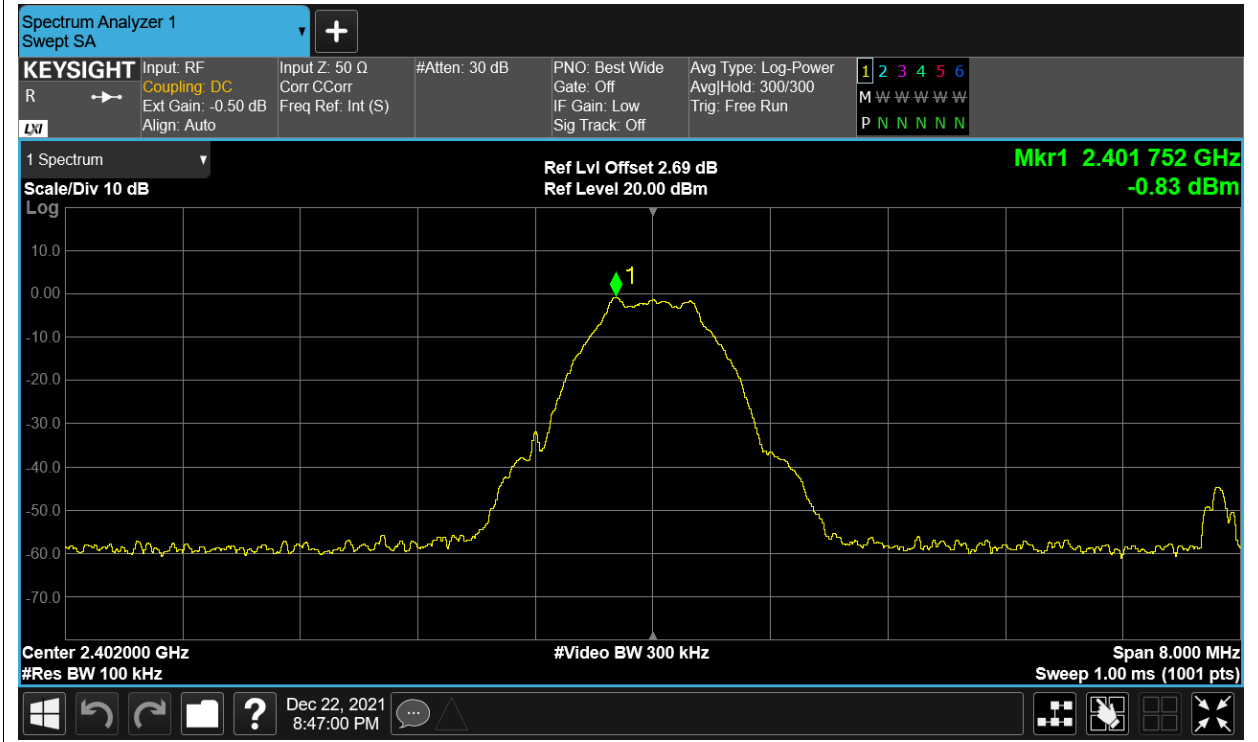 Spectrum Analyzer 1
Swept SA
KEYSIGHT
R
LXI
Input: RF
Coupling: DC
Ext Gain: -0.50 dB
Align: Auto
Input Z: 50 Ω
Corr CCorr
Freq Ref: Int (S)
#Atten: 30 dB
PNO: Best Wide
Gate: Off
IF Gain: Low
Sig Track: Off
Avg Type: Log-Power
Avg|Hold: 300/300
Trig: Free Run
1 2 3 4 5 6
M W W W W W W
P N N N N N N
1 Spectrum
Scale/Div 10 dB
Log
Ref Lvl Offset 2.69 dB
Ref Level 20.00 dBm
Mkr1 2.401 752 GHz
-0.83 dBm
10.0
0.00
-10.0
-20.0
-30.0
-40.0
-50.0
-60.0
-70.0
1
Center 2.402000 GHz
#Res BW 100 kHz
#Video BW 300 kHz
Span 8.000 MHz
Sweep 1.00 ms (1001 pts)
?
Dec 22, 2021
8:47:00 PM